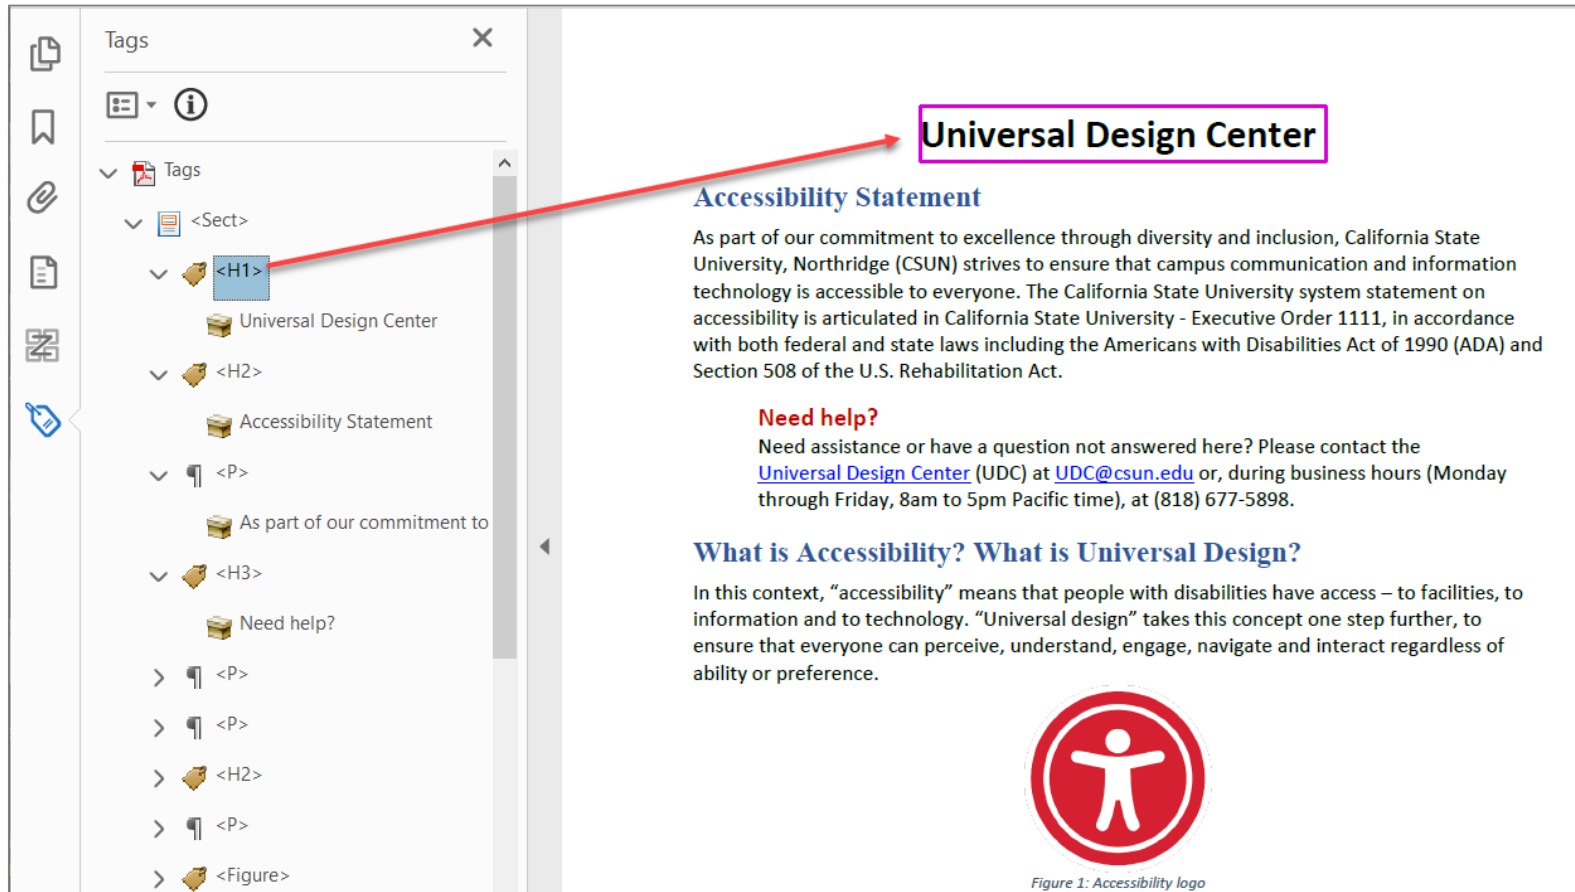 Tags
Tags
<Sect>
<H1>
Universal Design Center
<H2>
Accessibility Statement
<P>
As part of our commitment to
<H3>
Need help?
<P>
<P>
<H2>
<P>
<Figure>
Universal Design Center
Accessibility Statement
As part of our commitment to excellence through diversity and inclusion, California State
University, Northridge (CSUN) strives to ensure that campus communication and information
technology is accessible to everyone. The California State University system statement on
accessibility is articulated in California State University - Executive Order 1111, in accordance
with both federal and state laws including the Americans with Disabilities Act of 1990 (ADA) and
Section 508 of the U.S. Rehabilitation Act.
Need help?
Need assistance or have a question not answered here? Please contact the
Universal Design Center (UDC) at UDC@csun.edu or, during business hours (Monday
through Friday, 8am to 5pm Pacific time), at (818) 677-5898.
What is Accessibility? What is Universal Design?
In this context, “accessibility” means that people with disabilities have access – to facilities, to
information and to technology. “Universal design” takes this concept one step further, to
ensure that everyone can perceive, understand, engage, navigate and interact regardless of
ability or preference.
Figure 1: Accessibility logo